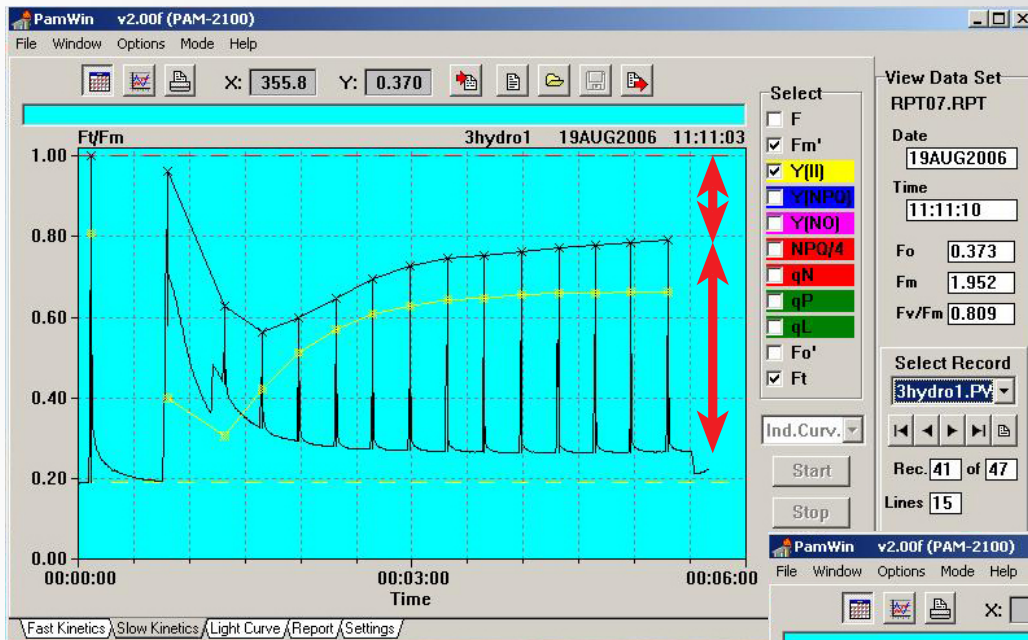 PamWin v2.00f (PAM-2100)
File Window Options Mode Help
X: 355.8 Y: 0.370
Ft/Fm 3hydro1 19AUG2006 11:11:03
1.00
0.80
0.60
0.40
0.20
0.00
00:00:00 00:03:00 00:06:00
Time
Fast Kinetics Slow Kinetics Light Curve Report Settings
Select
F
Fm'
Y(II)
Y(NPQ)
Y(NO)
NPQ/4
qN
qP
qL
Fo'
Ft
Ind.Curv.
Start
Stop
View Data Set
RPT07.RPT
Date
19AUG2006
Time
11:11:10
Fo 0.373
Fm 1.952
Fv/Fm 0.809
Select Record
3hydro1.PV
Rec. 41 of 47
Lines 15
PamWin v2.00f (PAM-2100)
File Window Options Mode Help
X: